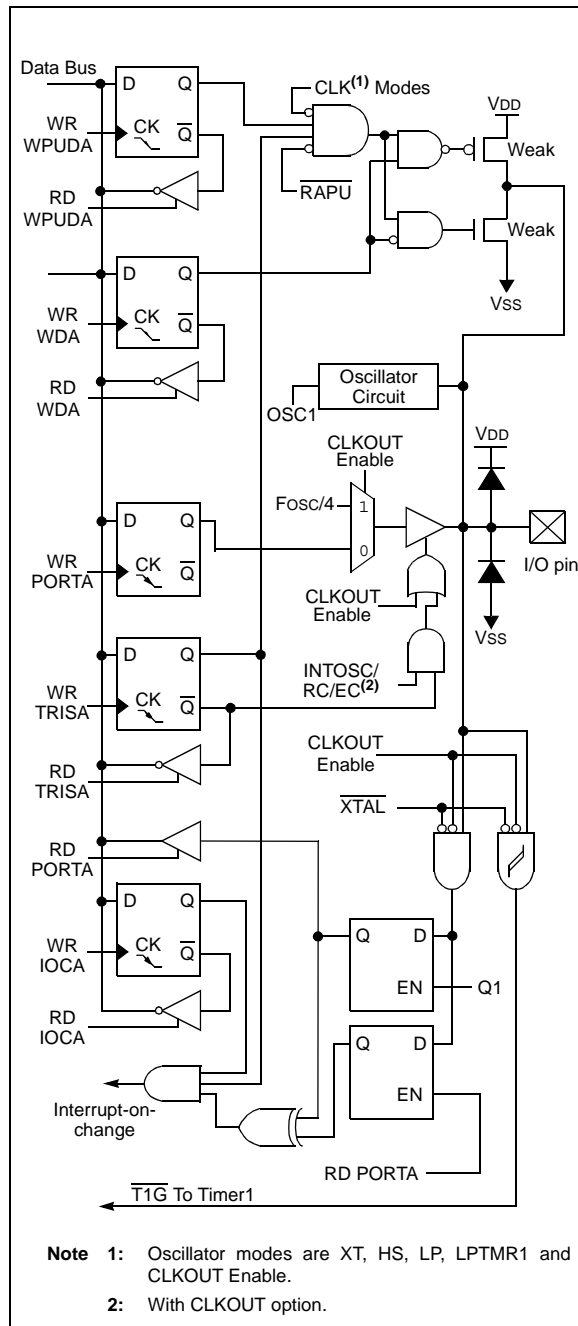 Data Bus
D Q
CLK(1) Modes
VDD
WR
WPUDA
CK Q
RAPU
Weak
RD
WPUDA
Weak
VSS
D Q
WR
WDA
CK Q
RD
WDA
Oscillator
Circuit
OSC1
CLKOUT
Enable
VDD
FOSC/4
1
0
D Q
WR
PORTA
CK Q
I/O pin
CLKOUT
Enable
VSS
D Q
INTOSC/
RC/EC(2)
WR
TRISA
CK Q
CLKOUT
Enable
RD
TRISA
XTAL
RD
PORTA
D Q
WR
IOCA
CK Q
Q D
EN
Q1
RD
IOCA
Q D
EN
Interrupt-on-
change
RD PORTA
T1G To Timer1
Note 1: Oscillator modes are XT, HS, LP, LPTMR1 and
CLKOUT Enable.
2: With CLKOUT option.